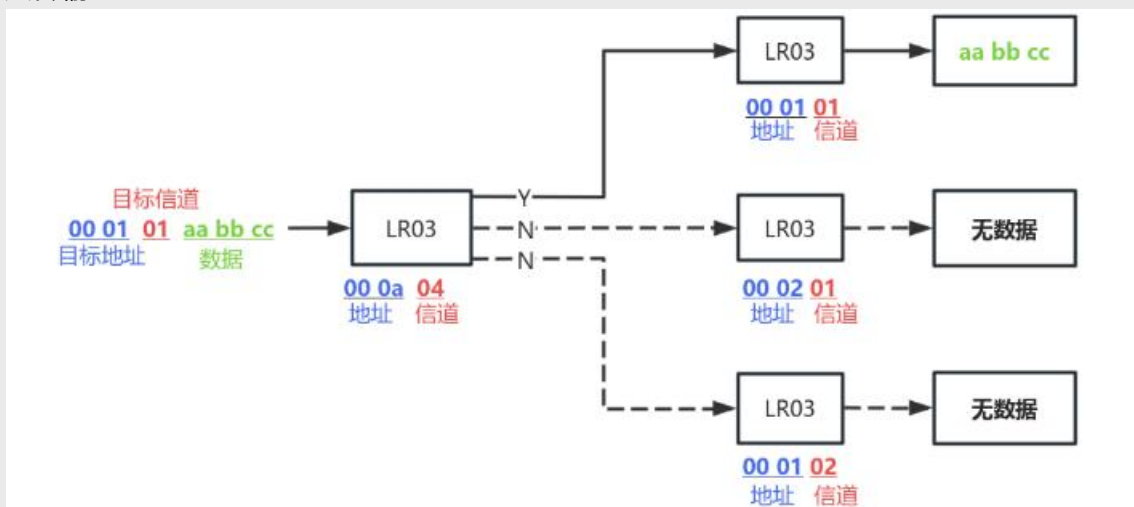 LR03
aa bb cc
00 01 01
地址 信道
目标信道
00 01 01 aa bb cc
目标地址 数据
LR03
00 0a 04
地址 信道
Y
N
N
LR03
无数据
00 02 01
地址 信道
LR03
无数据
00 01 02
地址 信道